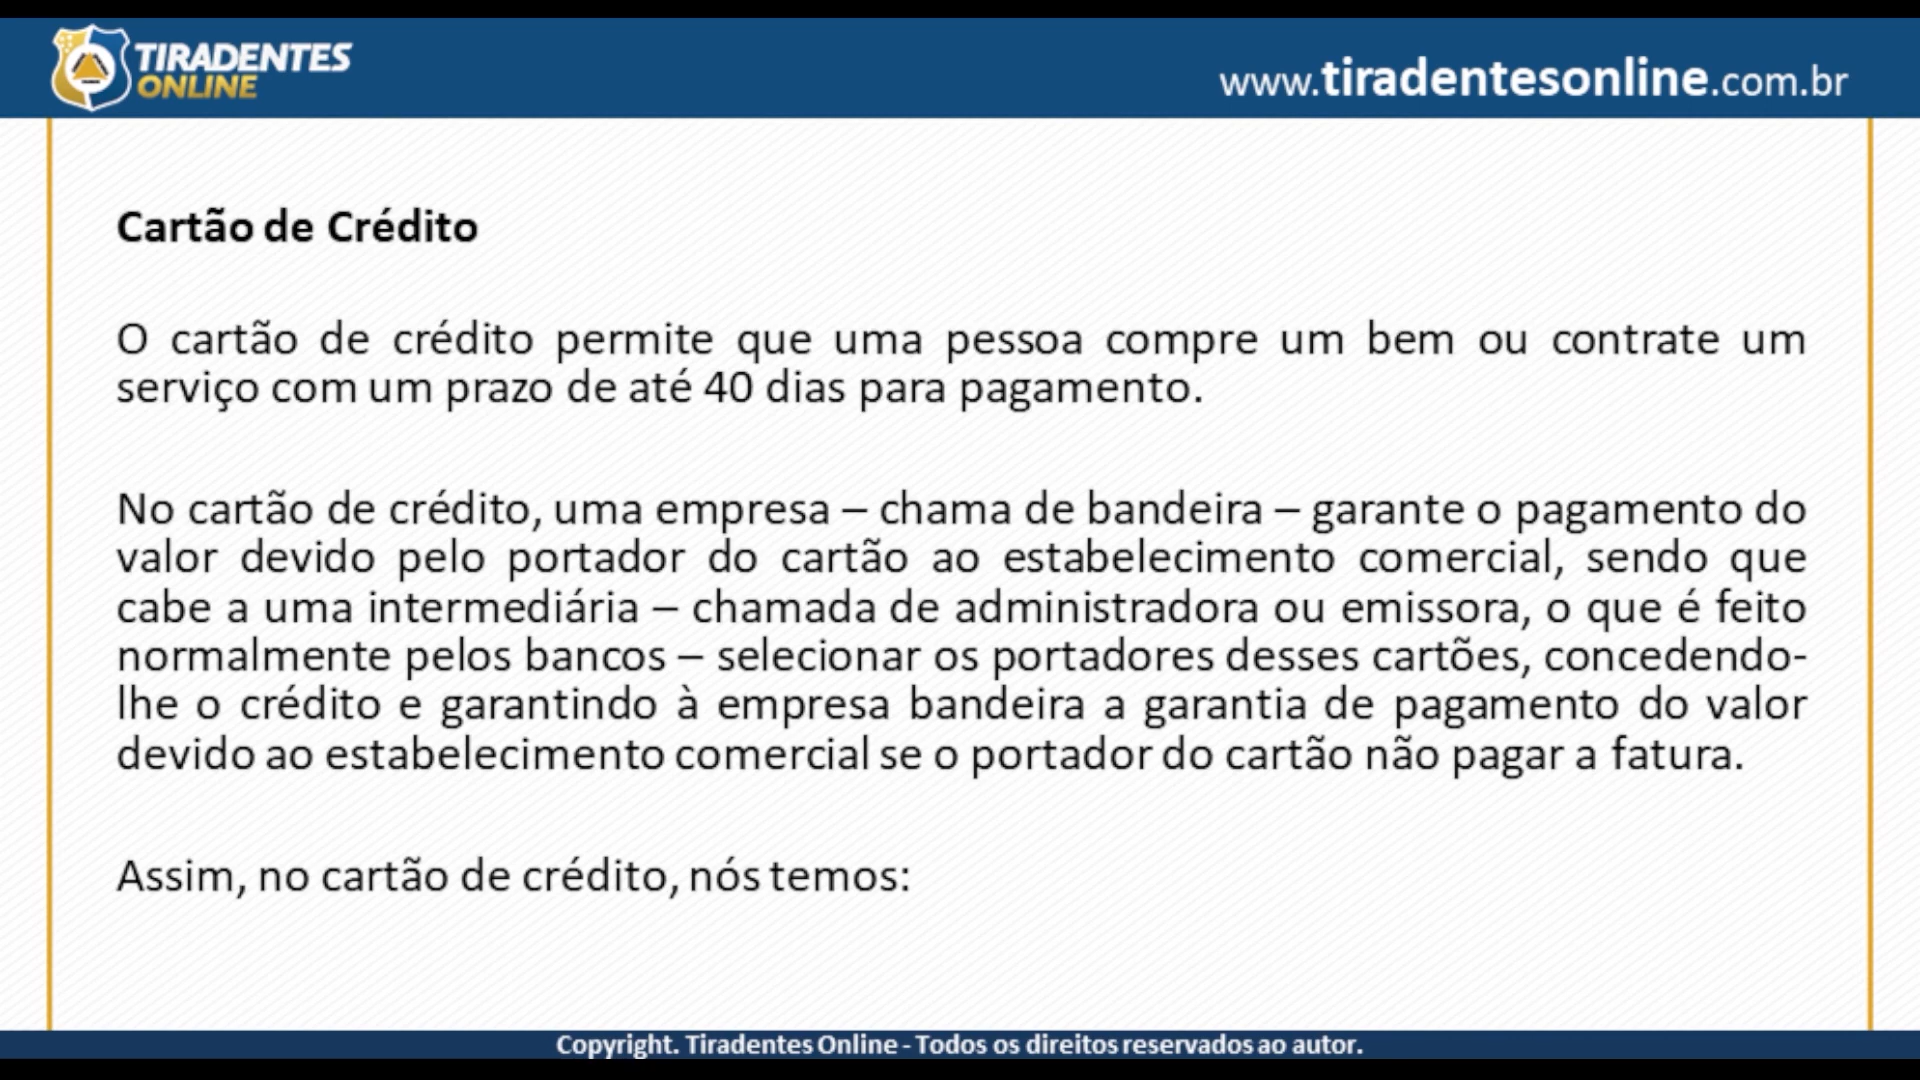 TIRADENTES
ONLINE
www.tiradentesonline.com.br
Cartão de Crédito
O cartão de crédito permite que uma pessoa compre um bem ou contrate um
serviço com um prazo de até 40 dias para pagamento.
No cartão de crédito, uma empresa – chama de bandeira – garante o pagamento do
valor devido pelo portador do cartão ao estabelecimento comercial, sendo que
cabe a uma intermediária – chamada de administradora ou emissora, o que é feito
normalmente pelos bancos – selecionar os portadores desses cartões, concedendo-
lhe o crédito e garantindo à empresa bandeira a garantia de pagamento do valor
devido ao estabelecimento comercial se o portador do cartão não pagar a fatura.
Assim, no cartão de crédito, nós temos:
Copyright. Tiradentes Online - Todos os direitos reservados ao autor.